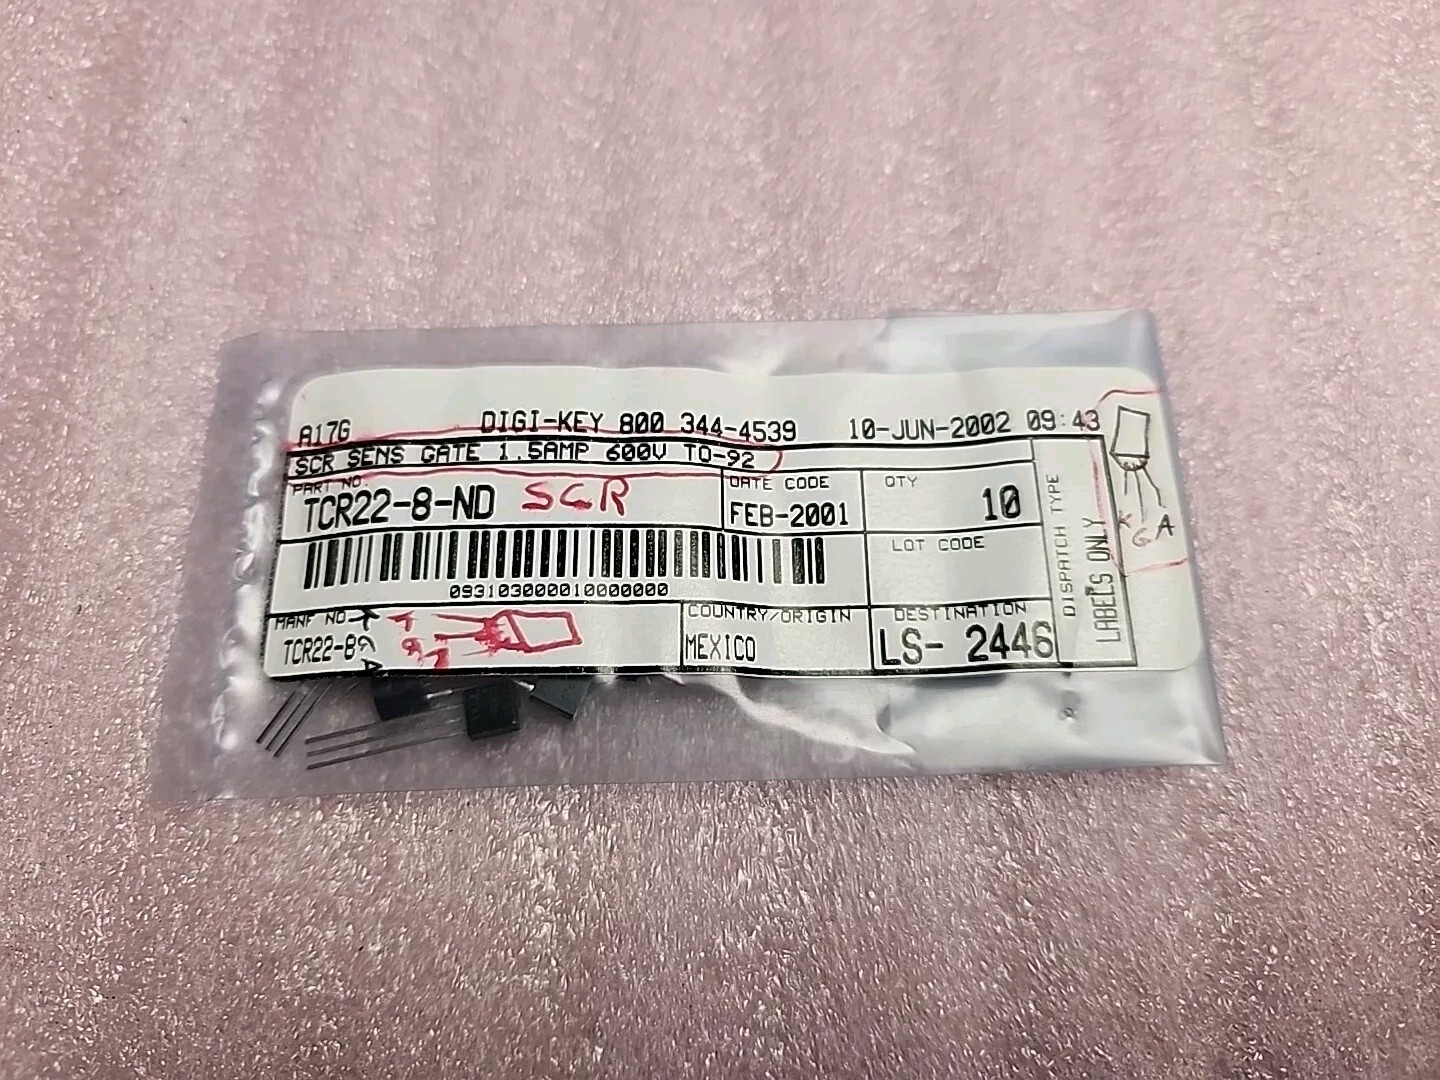 A17G DIGI-KEY 800 344-4539 10-JUN-2002 09:43
SCR SENS GATE 1.5AMP 600V TO-92
PART NO.
TCR22-8-ND SCR
DATE CODE
FEB-2001
QTY
10
LOT CODE
0931030000010000000
MANF NO.
TCR22-8
COUNTRY/ORIGIN
MEXICO
DESTINATION
LS- 2446
DISPATCH TYPE
LABELS ONLY
K G A